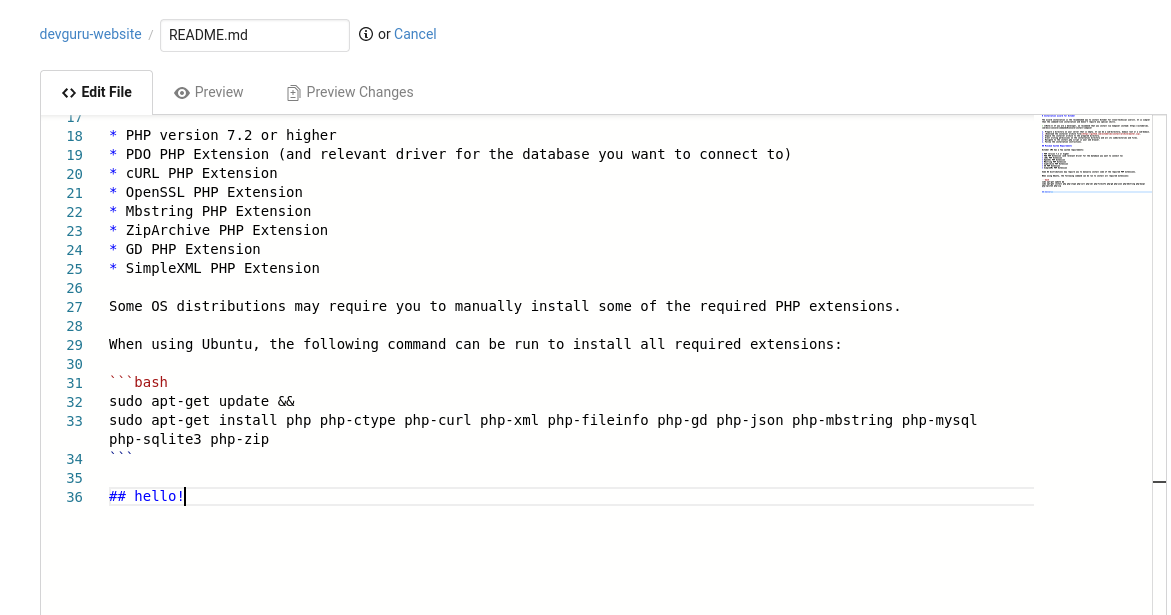 devguru-website / README.md or Cancel
Edit File Preview Preview Changes
17
18 * PHP version 7.2 or higher
19 * PDO PHP Extension (and relevant driver for the database you want to connect to)
20 * cURL PHP Extension
21 * OpenSSL PHP Extension
22 * Mbstring PHP Extension
23 * ZipArchive PHP Extension
24 * GD PHP Extension
25 * SimpleXML PHP Extension
26
27 Some OS distributions may require you to manually install some of the required PHP extensions.
28
29 When using Ubuntu, the following command can be run to install all required extensions:
30
31 ```bash
32 sudo apt-get update &&
33 sudo apt-get install php php-ctype php-curl php-xml php-fileinfo php-gd php-json php-mbstring php-mysql
php-sqlite3 php-zip
34 ```
35
36 ## hello!